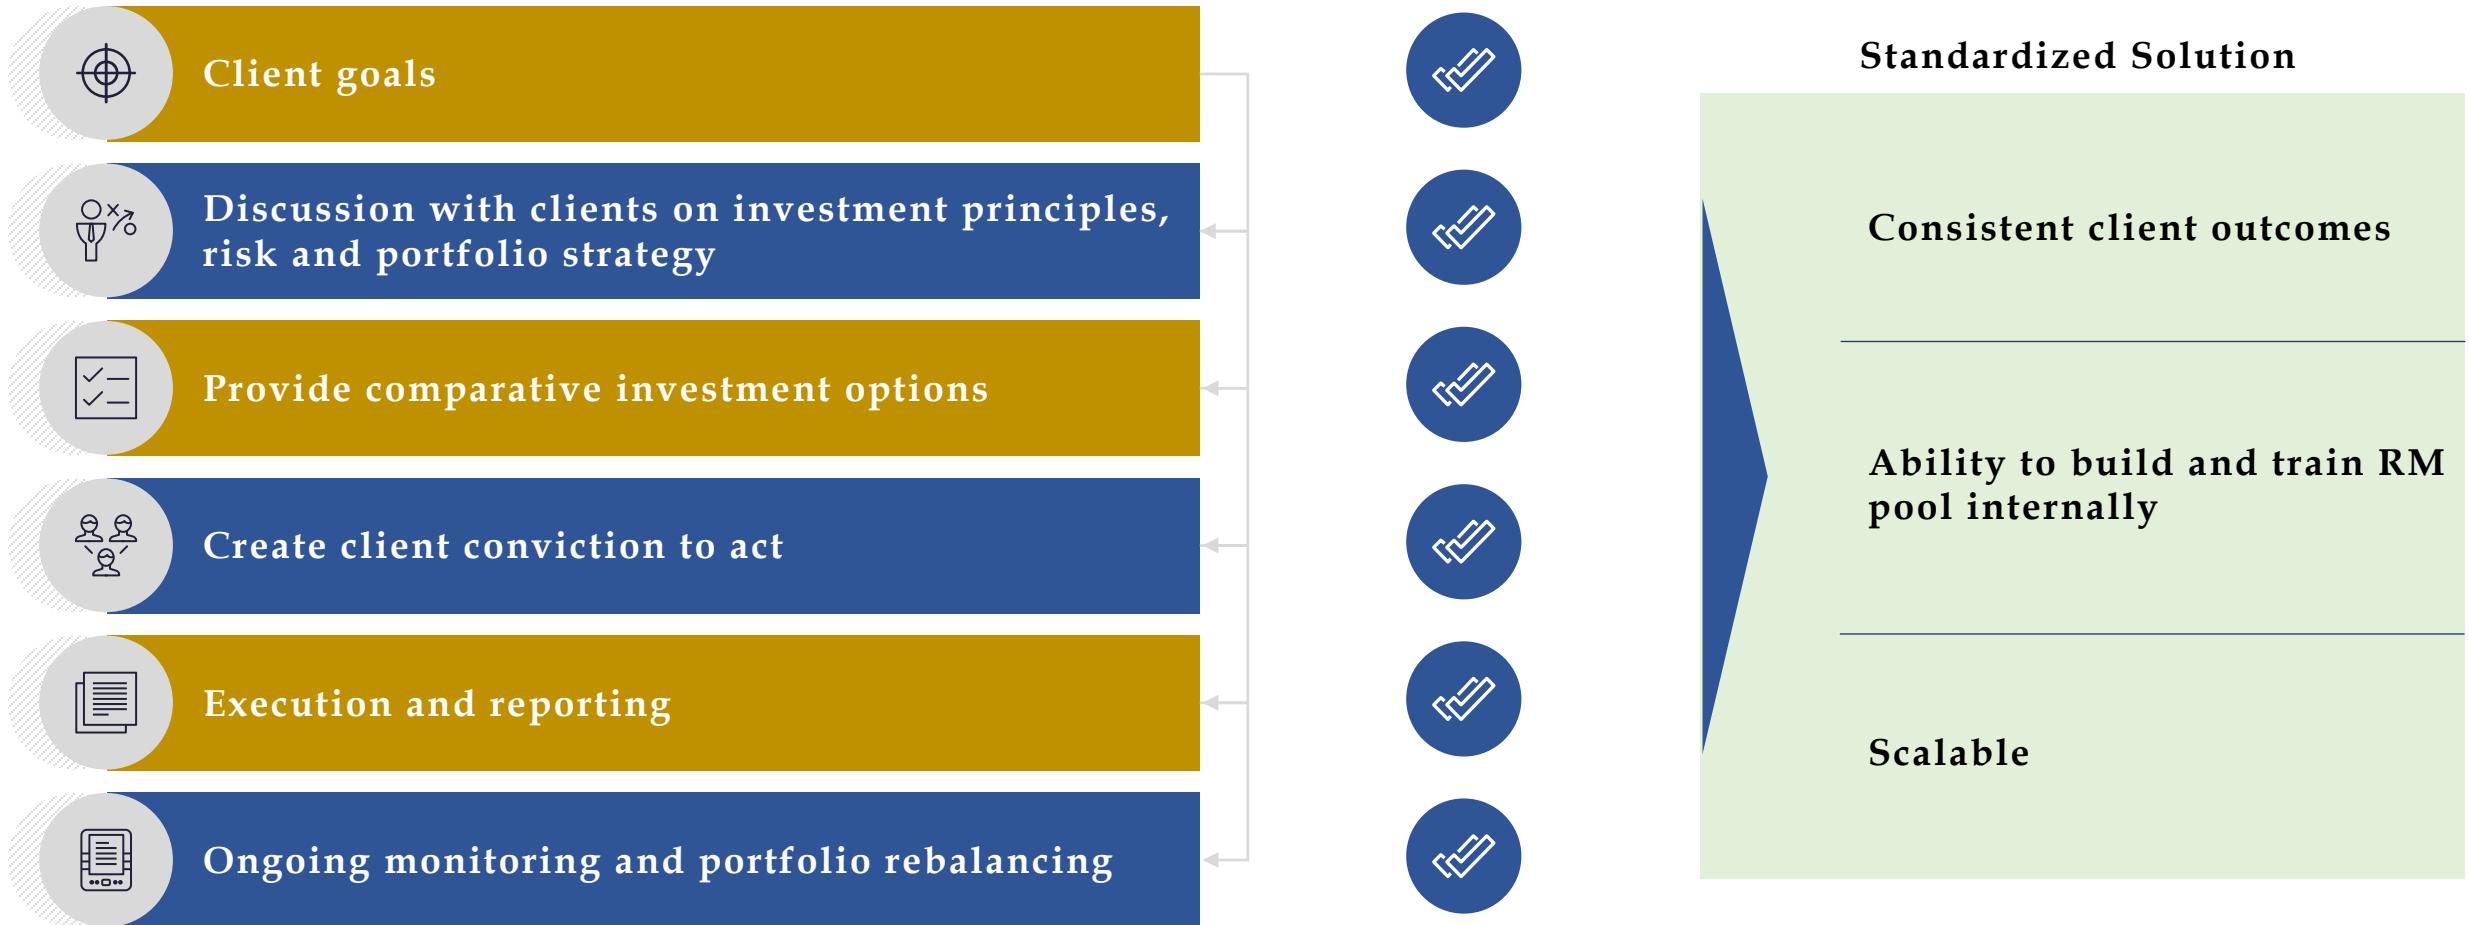 Client goals
Discussion with clients on investment principles,
risk and portfolio strategy
Provide comparative investment options
Create client conviction to act
Execution and reporting
Ongoing monitoring and portfolio rebalancing
Standardized Solution
Consistent client outcomes
Ability to build and train RM
pool internally
Scalable